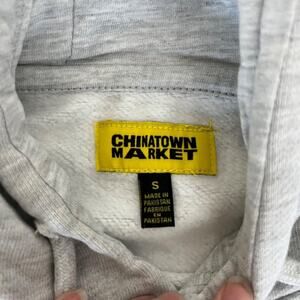 CHINATOWN
MARKET
S
MADE IN
PAKISTAN
FABRIQUE
EN
PAKISTAN